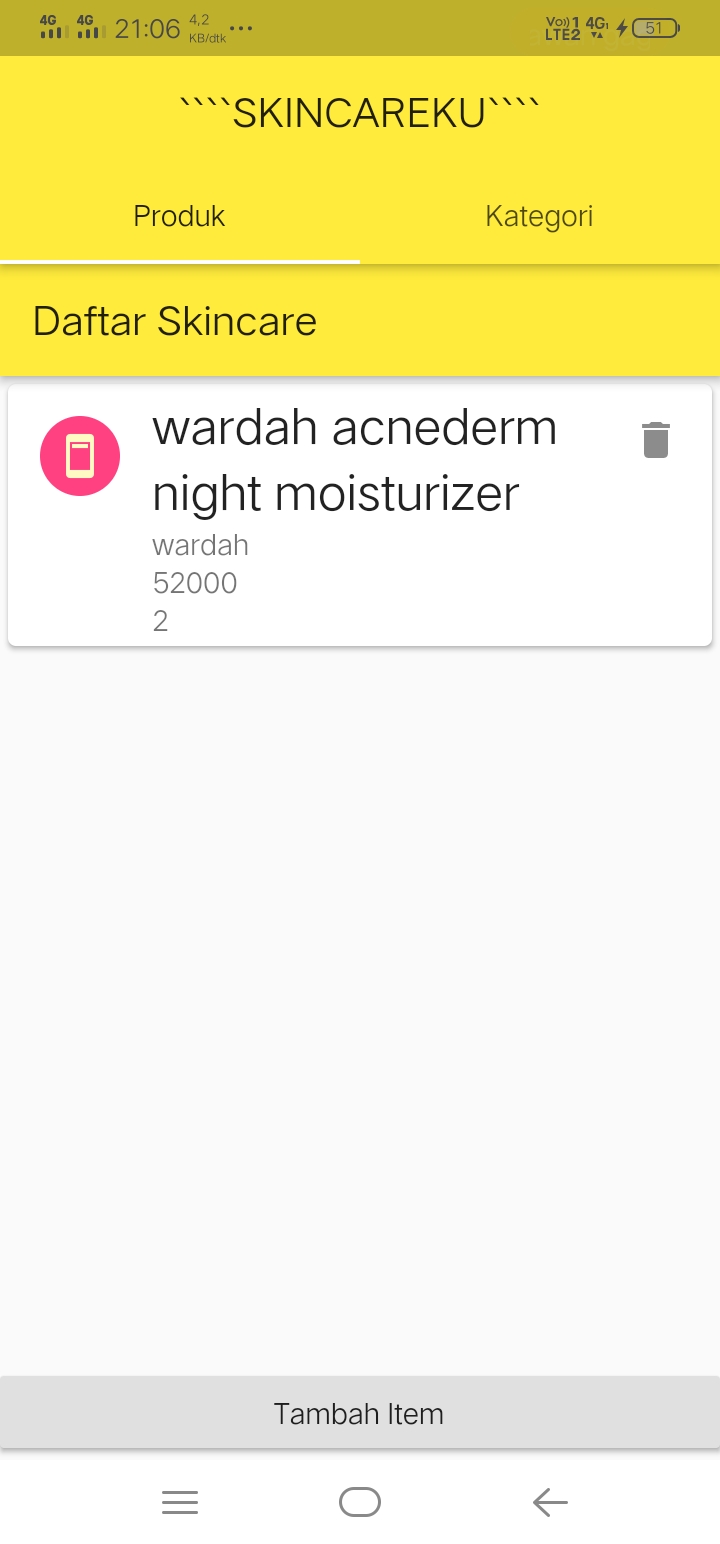 4G 4G 21:06 4,2 KB/dtk ... Vo)) 1 LTE2 4G 51
````SKINCAREKU````
Produk Kategori
Daftar Skincare
wardah acnederm
night moisturizer
wardah
52000
2
Tambah Item